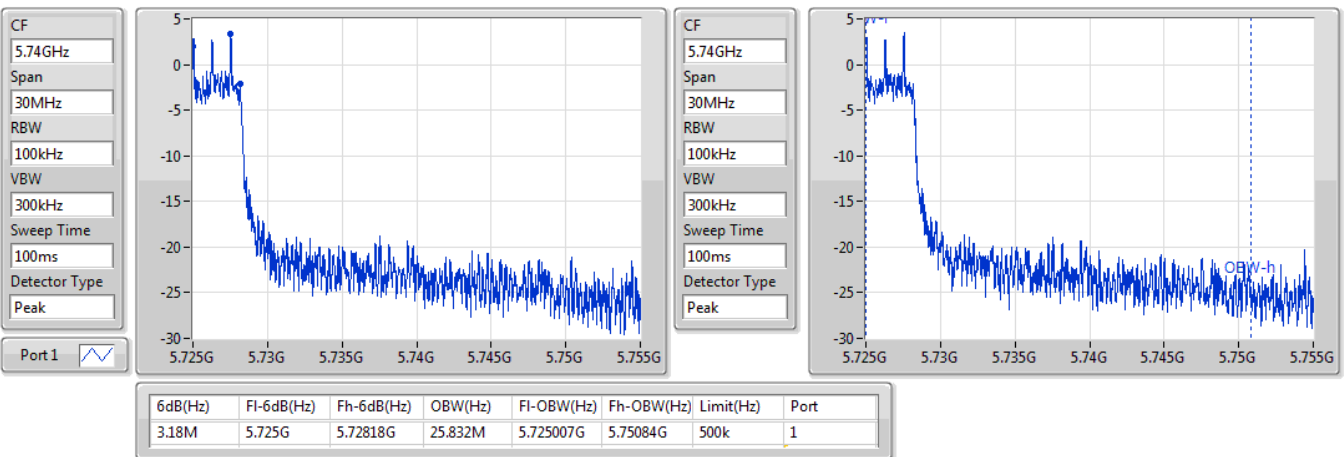 CF
5.74GHz
Span
30MHz
RBW
100kHz
VBW
300kHz
Sweep Time
100ms
Detector Type
Peak
Port 1
5
0
-5
-10
-15
-20
-25
-30
5.725G 5.73G 5.735G 5.74G 5.745G 5.75G 5.755G
CF
5.74GHz
Span
30MHz
RBW
100kHz
VBW
300kHz
Sweep Time
100ms
Detector Type
Peak
5
0
-5
-10
-15
-20
-25
-30
OBW-h
5.725G 5.73G 5.735G 5.74G 5.745G 5.75G 5.755G
6dB(Hz) Fl-6dB(Hz) Fh-6dB(Hz) OBW(Hz) Fl-OBW(Hz) Fh-OBW(Hz) Limit(Hz) Port
3.18M 5.725G 5.72818G 25.832M 5.725007G 5.75084G 500k 1